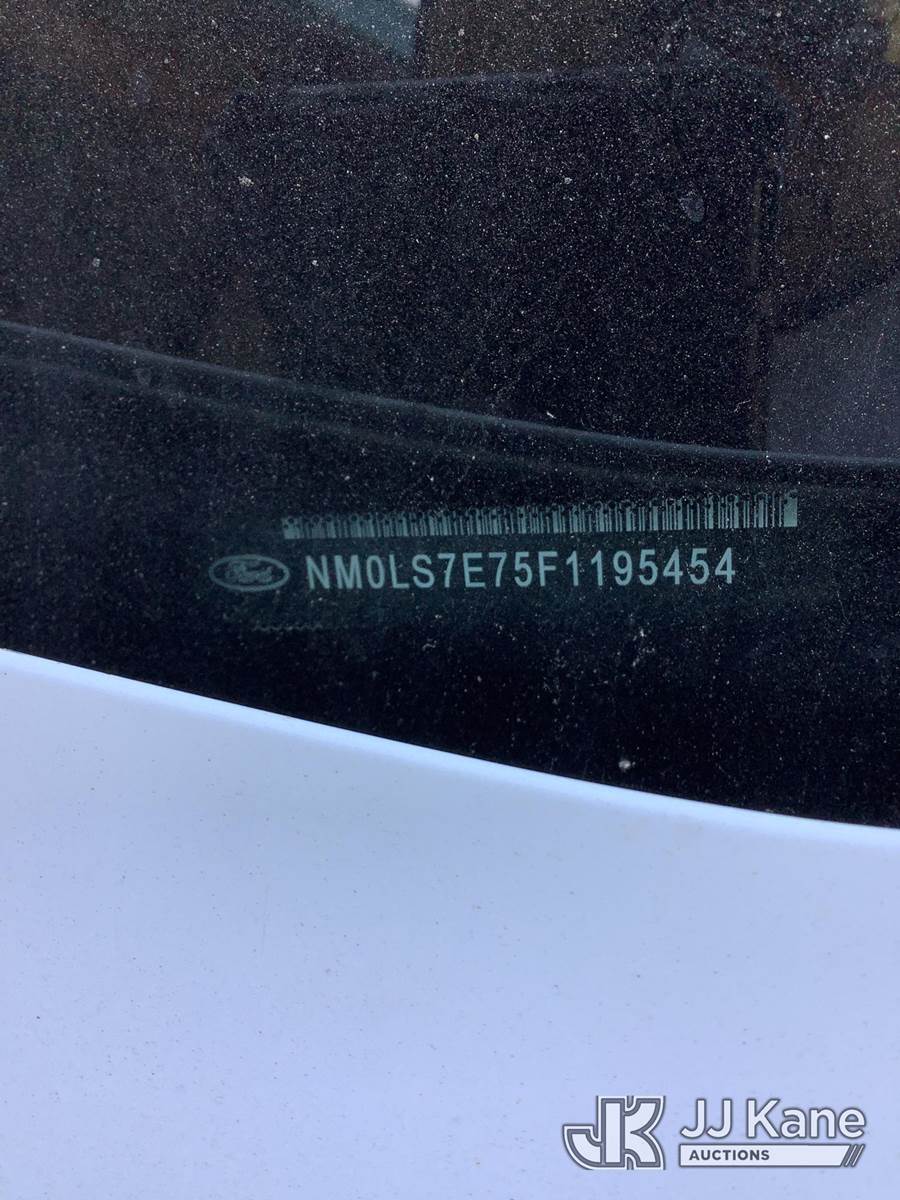 Ford
NM0LS7E75F1195454
JK JJ Kane
AUCTIONS